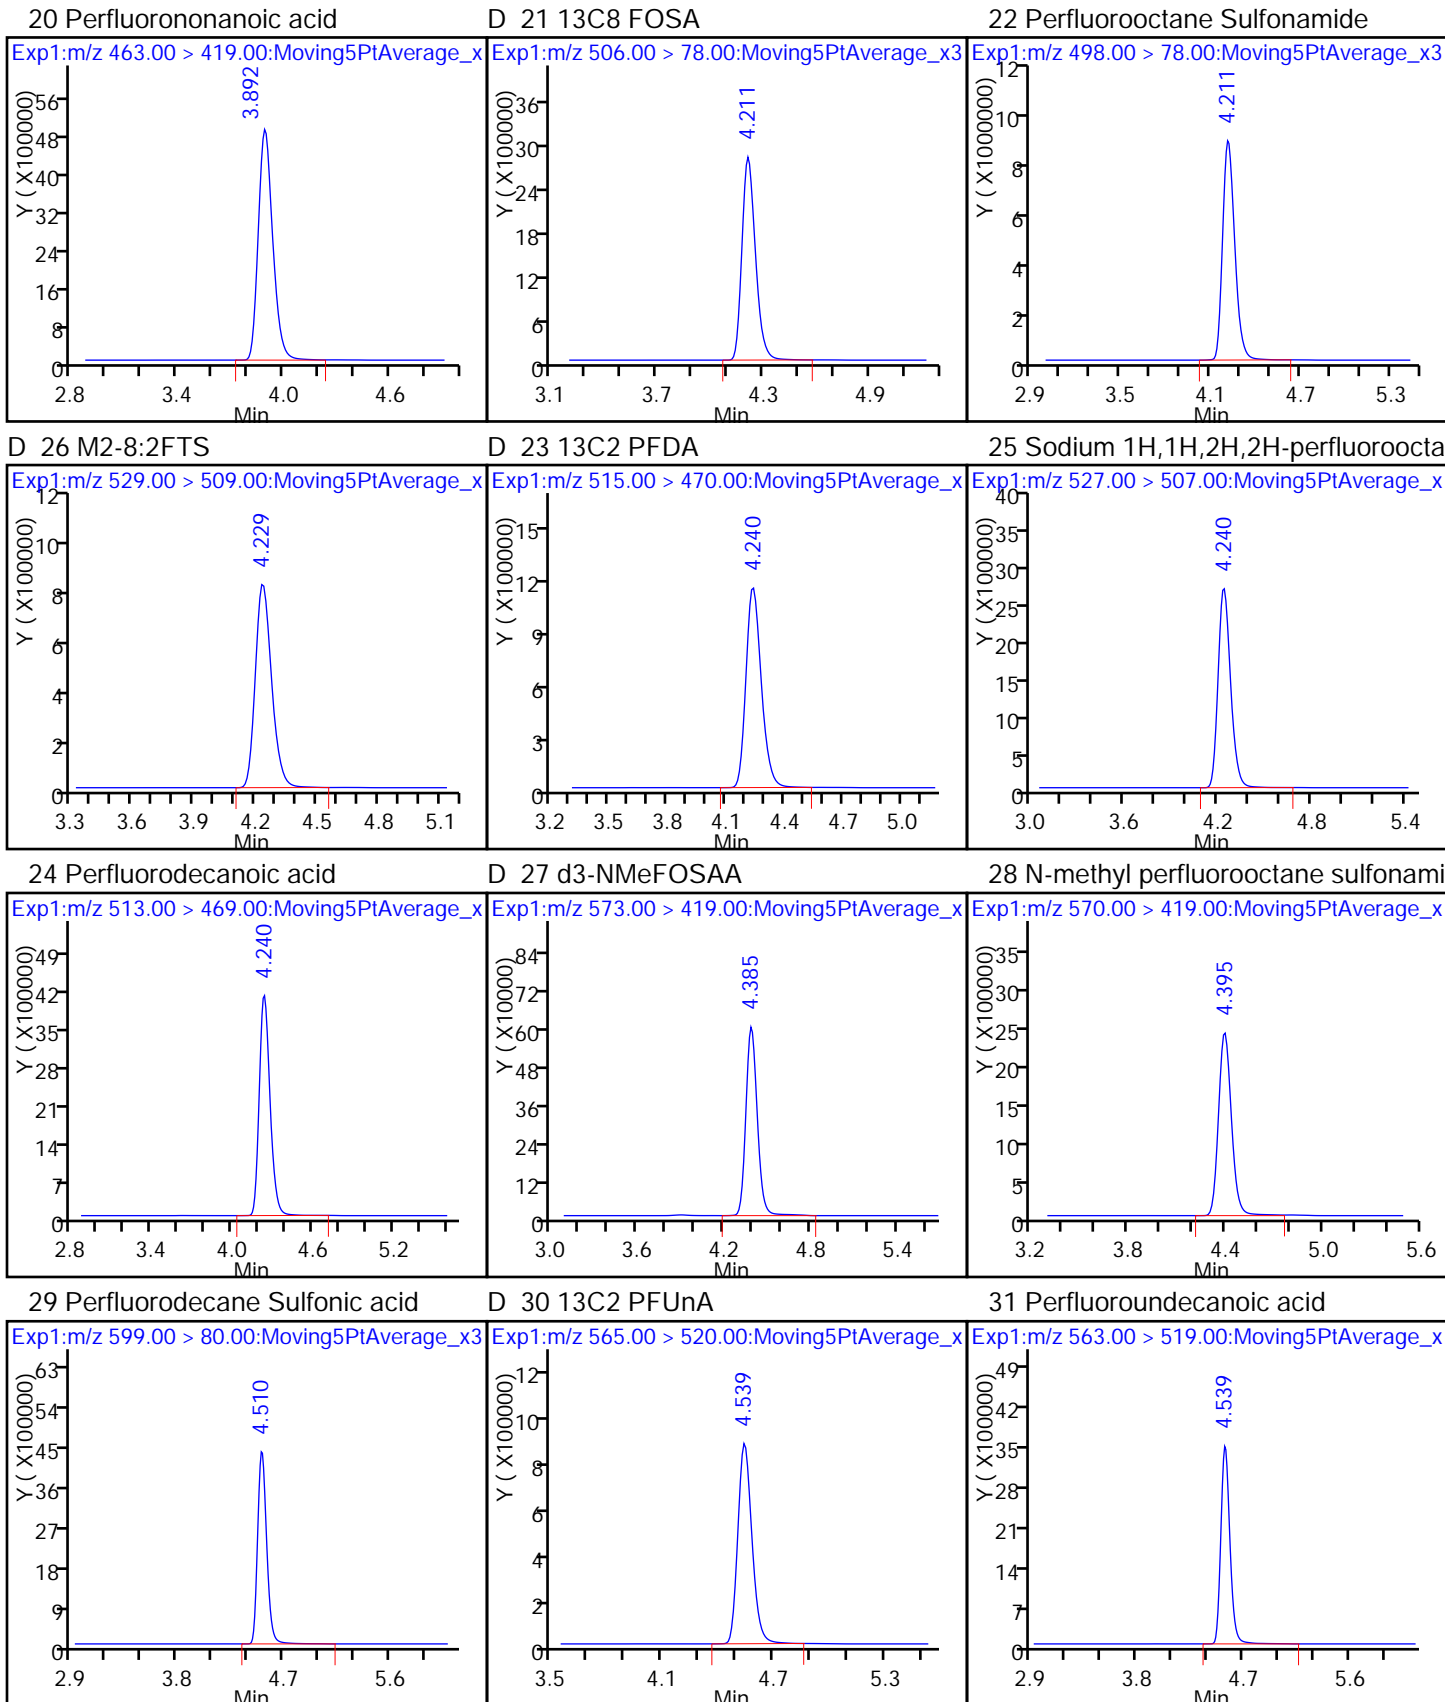 20 Perfluorononanoic acid
Exp1:m/z 463.00 > 419.00:Moving5PtAverage_x
Y ( X100000)
56
48
40
32
24
16
8
0
3.892
2.8 3.4 4.0 4.6
Min
D 21 13C8 FOSA
Exp1:m/z 506.00 > 78.00:Moving5PtAverage_x3
Y ( X100000)
36
30
24
18
12
6
0
4.211
3.1 3.7 4.3 4.9
22 Perfluorooctane Sulfonamide
Exp1:m/z 498.00 > 78.00:Moving5PtAverage_x3
Y ( X1000000)
12
10
8
6
4
2
0
4.211
2.9 3.5 4.1 4.7 5.3
Min
D 26 M2-8:2FTS
Exp1:m/z 529.00 > 509.00:Moving5PtAverage_x
Y ( X100000)
12
10
8
6
4
2
0
4.229
3.3 3.6 3.9 4.2 4.5 4.8 5.1
Min
D 23 13C2 PFDA
Exp1:m/z 515.00 > 470.00:Moving5PtAverage_x
Y ( X1000000)
15
12
9
6
3
0
4.240
3.2 3.5 3.8 4.1 4.4 4.7 5.0
Min
25 Sodium 1H,1H,2H,2H-perfluoroocta
Exp1:m/z 527.00 > 507.00:Moving5PtAverage_x
Y ( X100000)
40
35
30
25
20
15
10
5
0
4.240
3.0 3.6 4.2 4.8 5.4
Min
24 Perfluorodecanoic acid
Exp1:m/z 513.00 > 469.00:Moving5PtAverage_x
Y ( X100000)
49
42
35
28
21
14
7
0
4.240
2.8 3.4 4.0 4.6 5.2
Min
D 27 d3-NMeFOSAA
Exp1:m/z 573.00 > 419.00:Moving5PtAverage_x
Y ( X10000)
84
72
60
48
36
24
12
0
4.385
3.0 3.6 4.2 4.8 5.4
Min
28 N-methyl perfluorooctane sulfonami
Exp1:m/z 570.00 > 419.00:Moving5PtAverage_x
Y ( X100000)
35
30
25
20
15
10
5
0
4.395
3.2 3.8 4.4 5.0 5.6
Min
29 Perfluorodecane Sulfonic acid
Exp1:m/z 599.00 > 80.00:Moving5PtAverage_x3
Y ( X100000)
63
54
45
36
27
18
9
0
4.510
2.9 3.8 4.7 5.6
Min
D 30 13C2 PFUnA
Exp1:m/z 565.00 > 520.00:Moving5PtAverage_x
Y ( X100000)
12
10
8
6
4
2
0
4.539
3.5 4.1 4.7 5.3
Min
31 Perfluoroundecanoic acid
Exp1:m/z 563.00 > 519.00:Moving5PtAverage_x
Y ( X100000)
49
42
35
28
21
14
7
0
4.539
2.9 3.8 4.7 5.6
Min